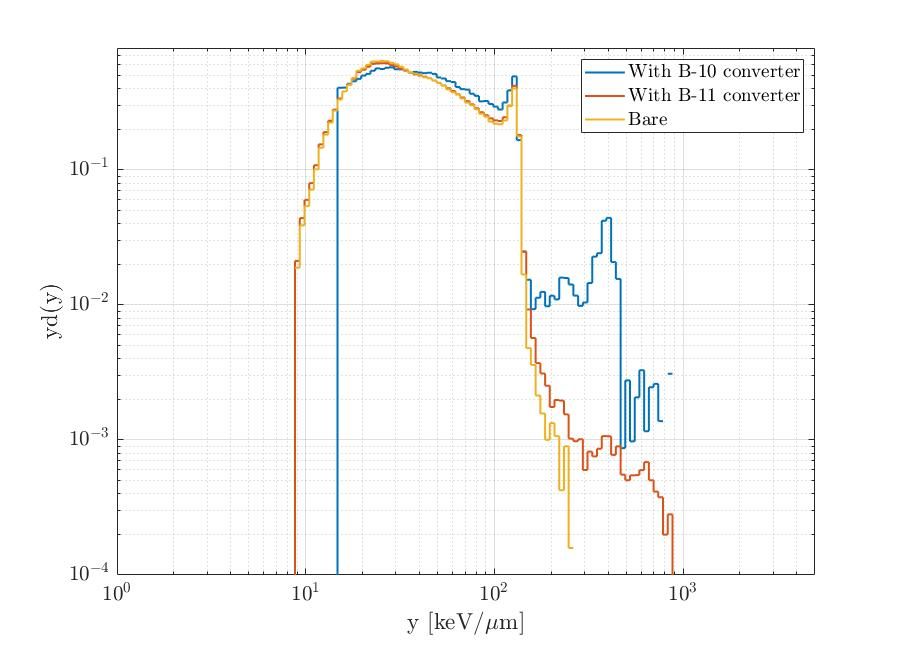 With B-10 converter
With B-11 converter
Bare
10^-1
10^-2
10^-3
10^-4
yd(y)
10^0
10^1
10^2
10^3
y [keV/μm]